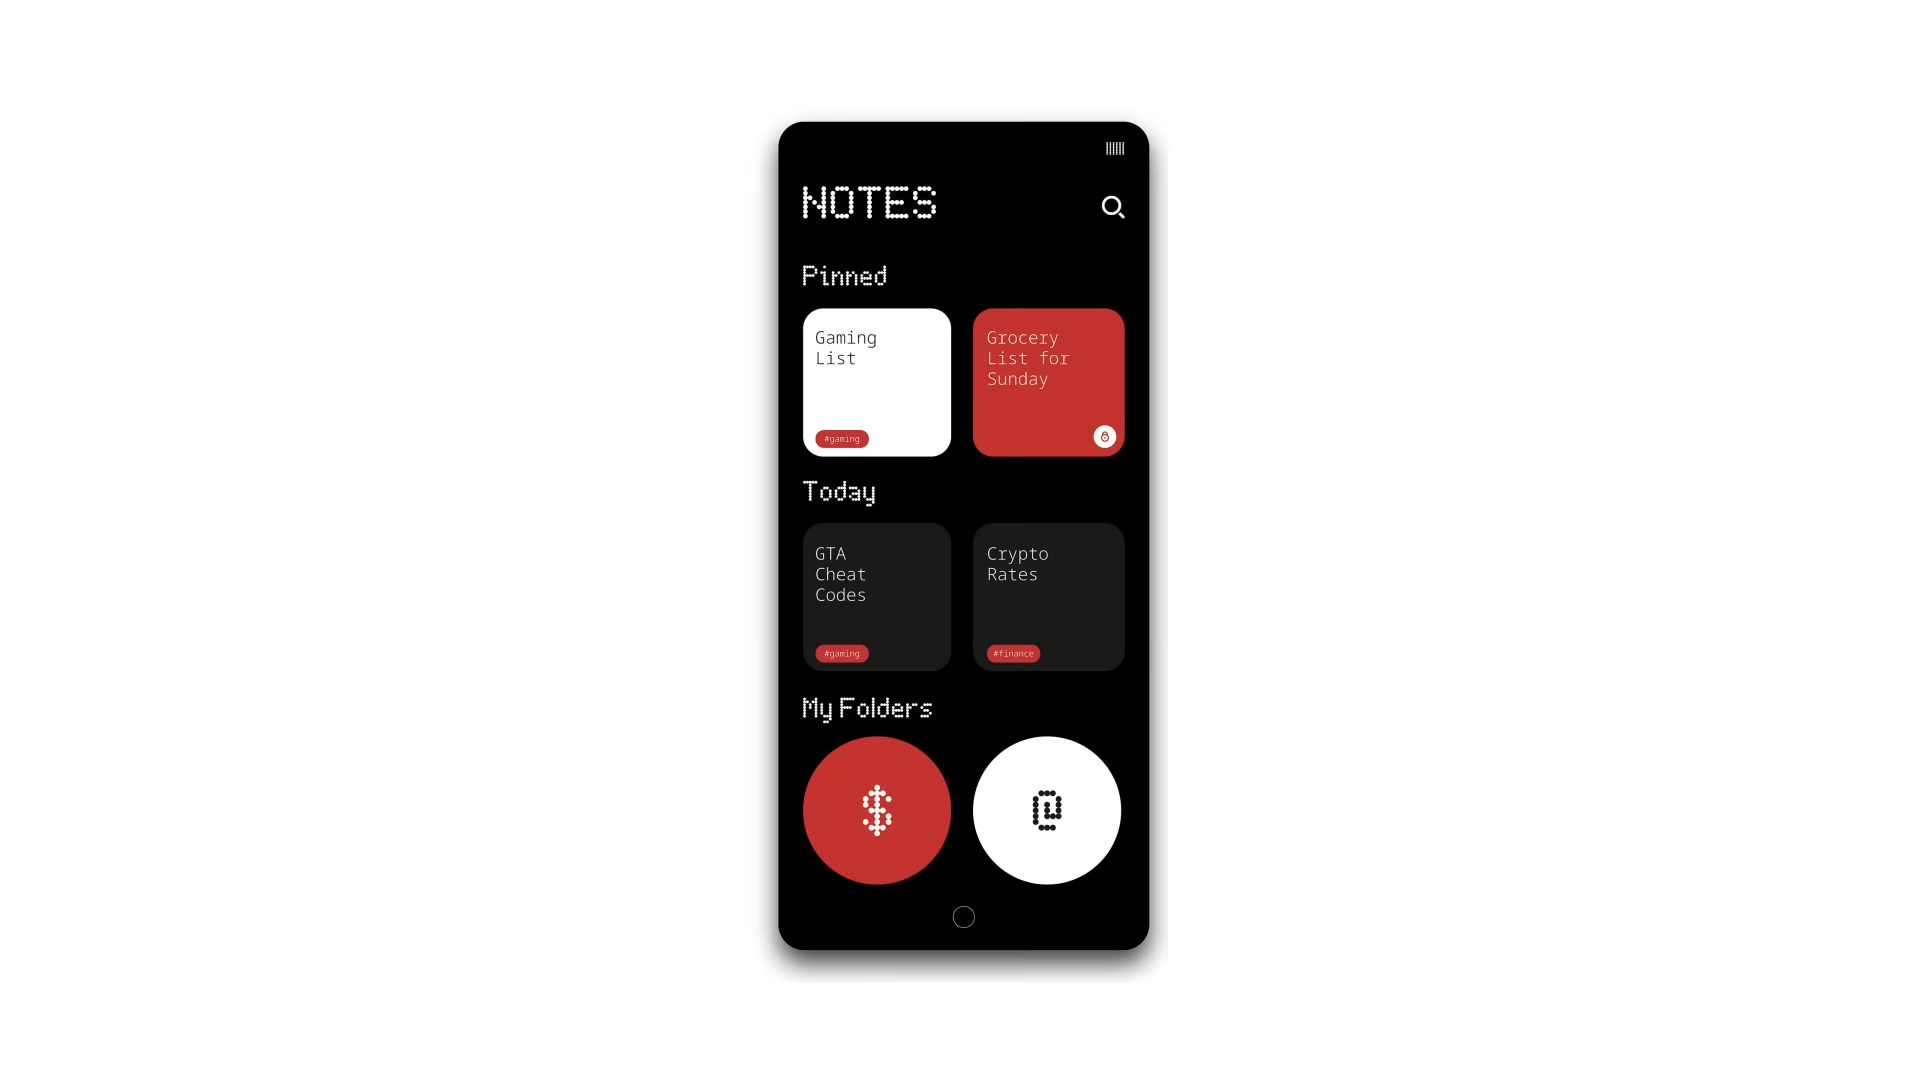 NOTES
Pinned
Gaming
List
#gaming
Grocery
List for
Sunday
Today
GTA
Cheat
Codes
#gaming
Crypto
Rates
#finance
My Folders
$
@